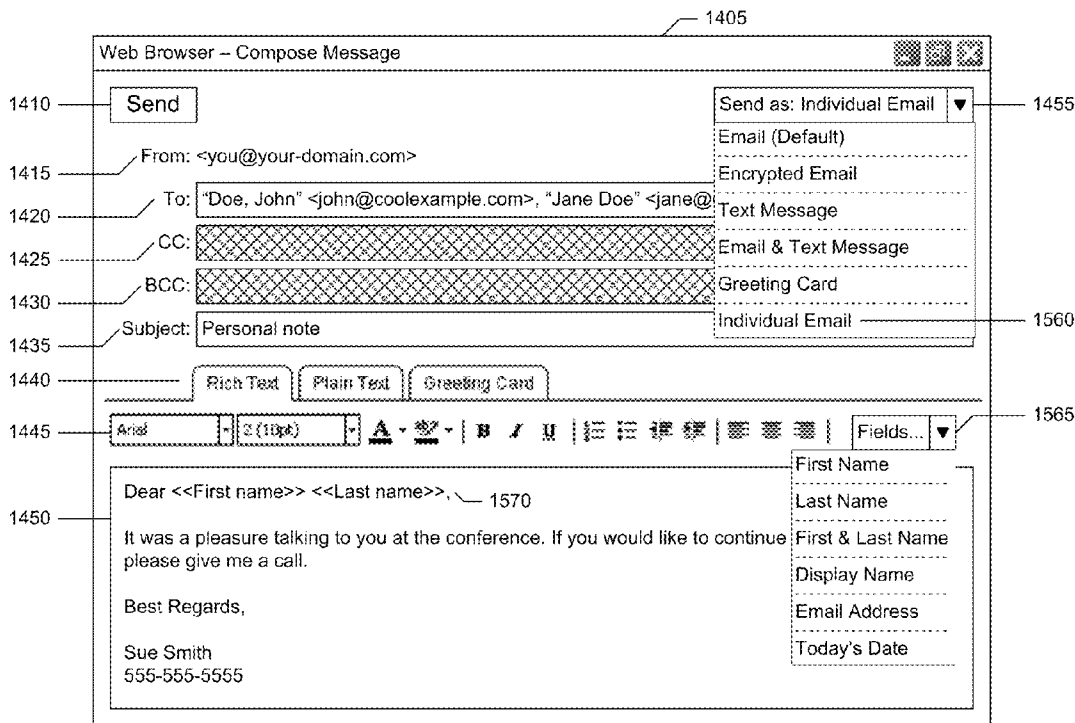 1405
Web Browser – Compose Message
1410
Send
Send as: Individual Email
1455
Email (Default)
1415
From: <you@your-domain.com>
Encrypted Email
1420
To: "Doe, John" <john@coolexample.com>, "Jane Doe" <jane@
Text Message
1425
CC:
Email & Text Message
1430
BCC:
Greeting Card
Individual Email
1560
1435
Subject: Personal note
1440
Rich Text
Plain Text
Greeting Card
1445
Arial
2 (10pt)
A
B I U
Fields...
1565
First Name
Last Name
First & Last Name
Display Name
Email Address
Today's Date
1450
Dear <<First name>> <<Last name>>,
1570
It was a pleasure talking to you at the conference. If you would like to continue
please give me a call.
Best Regards,
Sue Smith
555-555-5555